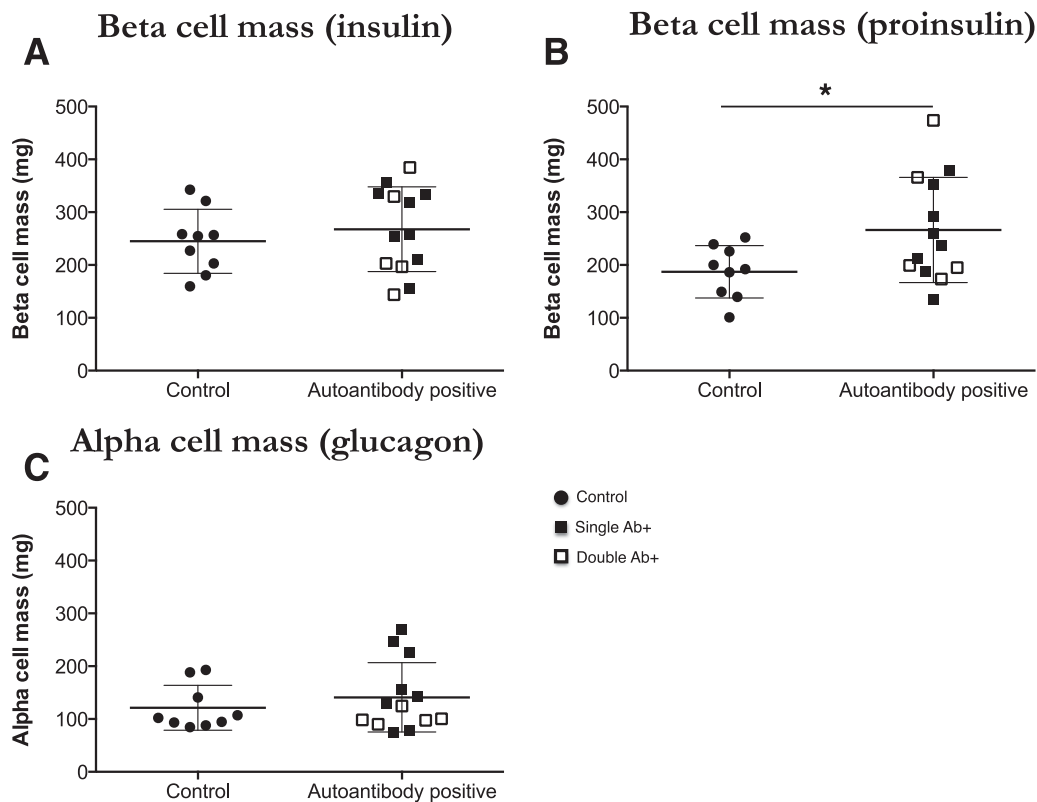 Beta cell mass (insulin)
A
500
400
300
200
100
0
Beta cell mass (mg)
Control
Autoantibody positive
Beta cell mass (proinsulin)
B
*
500
400
300
200
100
0
Beta cell mass (mg)
Control
Autoantibody positive
Alpha cell mass (glucagon)
C
500
400
300
200
100
0
Alpha cell mass (mg)
Control
Autoantibody positive
Control
Single Ab+
Double Ab+